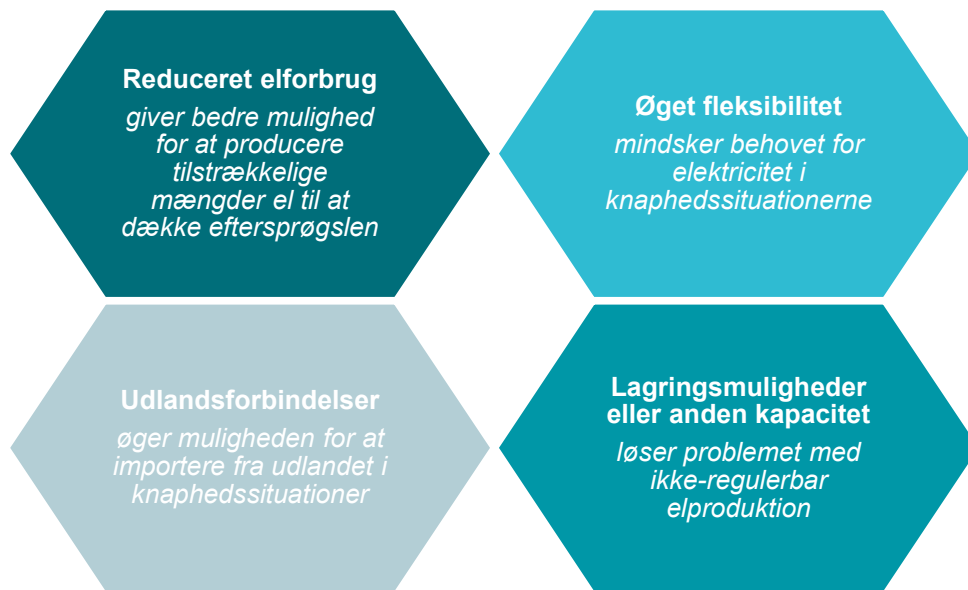 Reduceret elforbrug
giver bedre mulighed
for at producere
tilstrækkelige
mængder el til at
dække eftersprøgslen
Øget fleksibilitet
mindsker behovet for
elektricitet i
knaphedssituationerne
Udlandsforbindelser
øger muligheden for at
importere fra udlandet i
knaphedssituationer
Lagringsmuligheder
eller anden kapacitet
løser problemet med
ikke-regulerbar
elproduktion